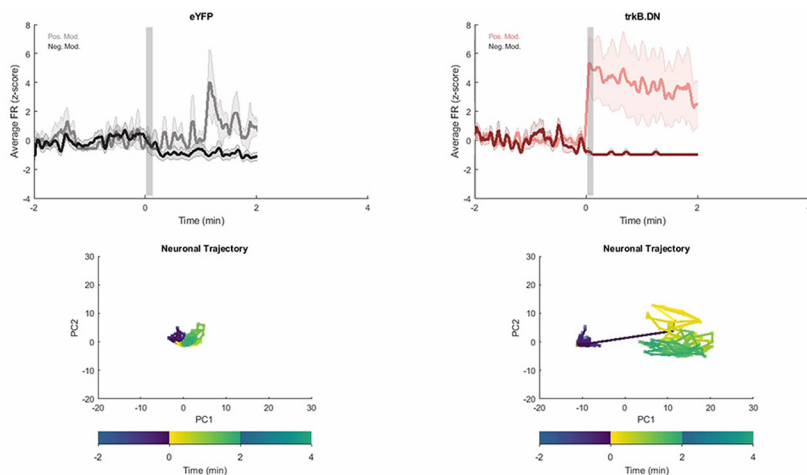 eYFP
Pos. Mod.
Neg. Mod.
Average FR (z-score)
8
6
4
2
0
-2
-4
-2
0
2
4
Time (min)
trkB.DN
Pos. Mod.
Neg. Mod.
Average FR (z-score)
8
6
4
2
0
-2
-4
-2
0
2
Time (min)
Neuronal Trajectory
PC2
30
20
10
0
-10
-20
-20
-10
0
10
20
30
PC1
-2
0
2
4
Time (min)
Neuronal Trajectory
PC2
30
20
10
0
-10
-20
-20
-10
0
10
20
30
PC1
-2
0
2
4
Time (min)